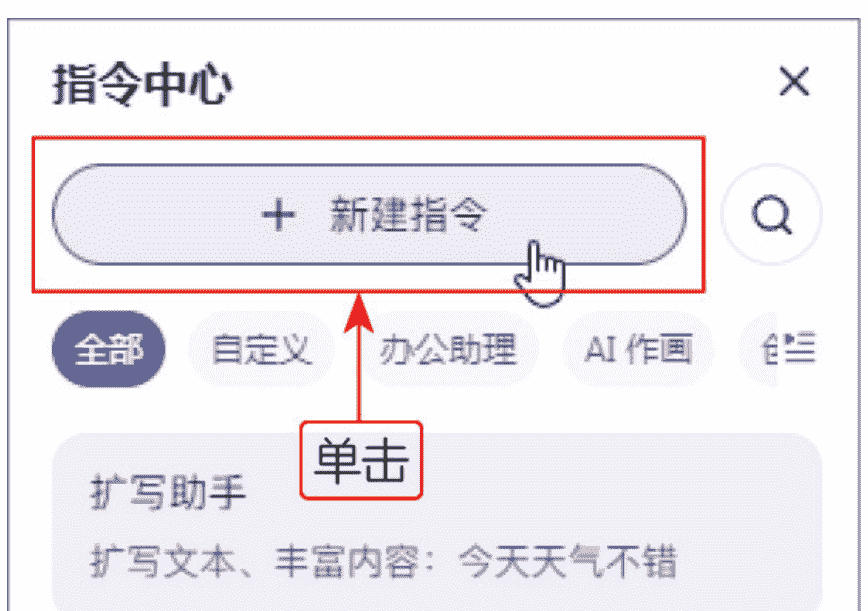 指令中心
新建指令
全部 自定义 办公助理 AI 作画
单击
扩写助手
扩写文本、丰富内容：今天天气不错